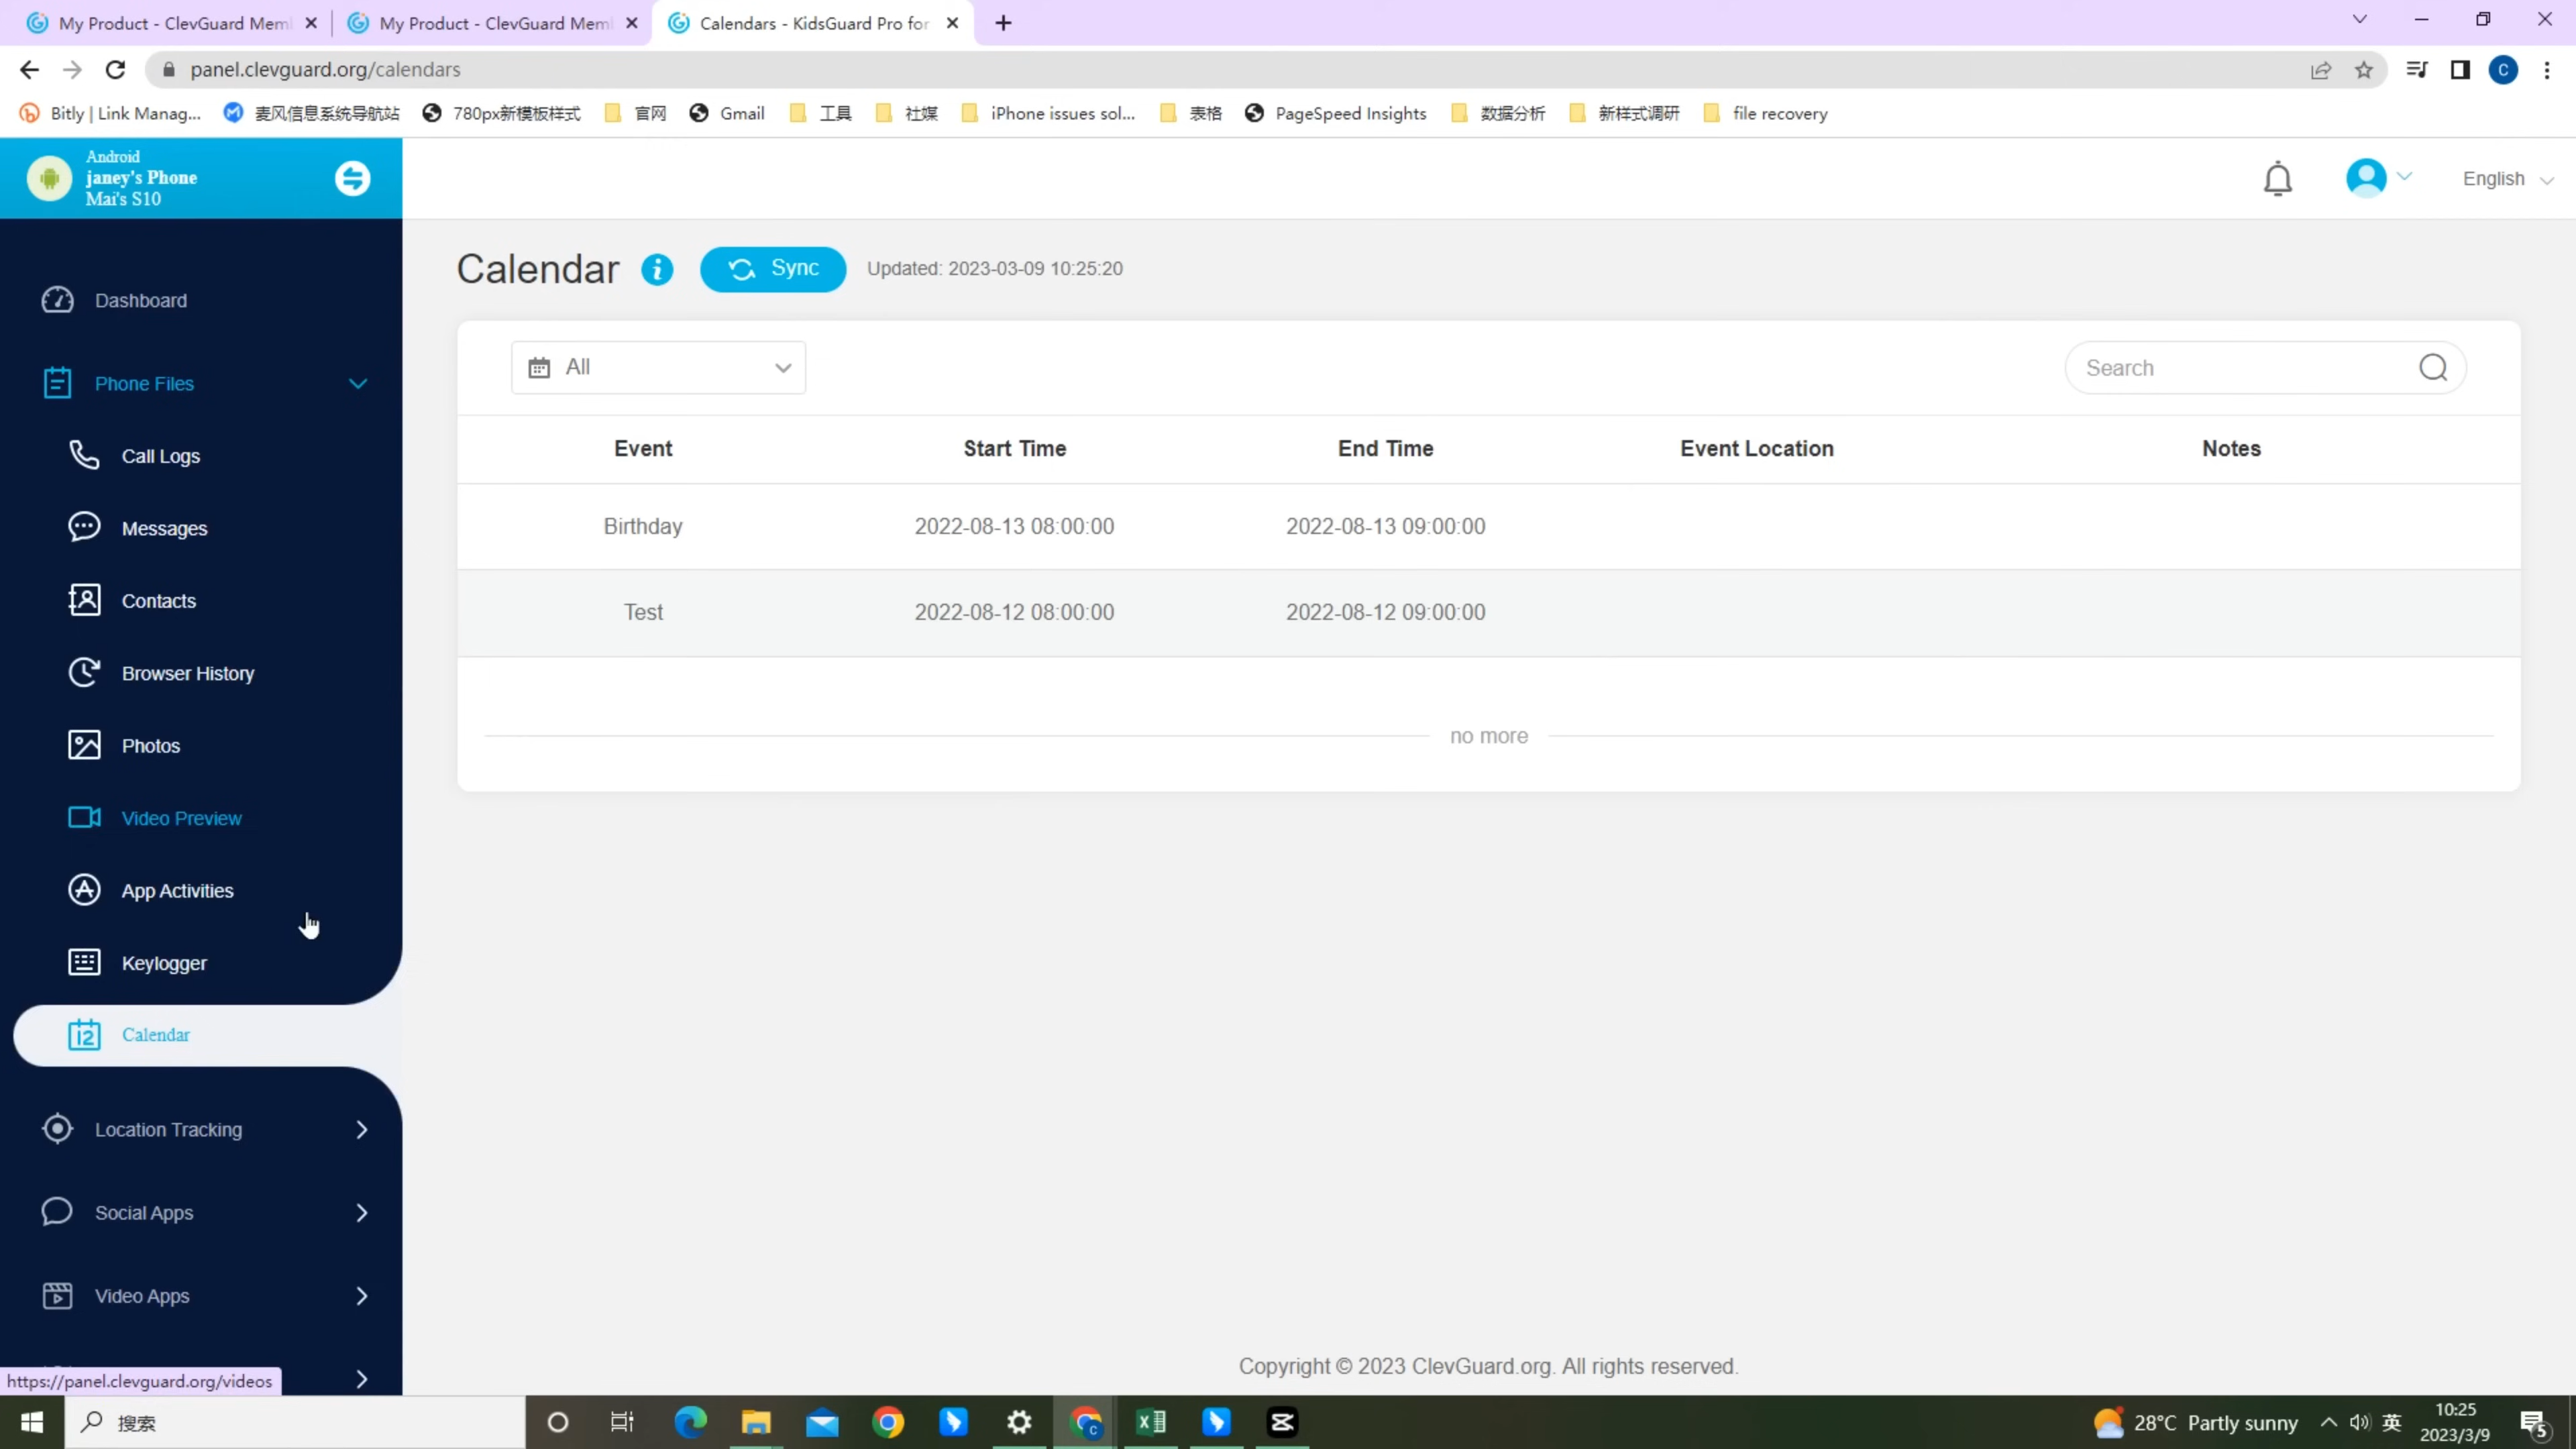 My Product - ClevGuard Mem
My Product - ClevGuard Mem
Calendars - KidsGuard Pro for
panel.clevguard.org/calendars
C
Bitly | Link Manag...
麦风信息系统导航站
780px新模板样式
官网
Gmail
工具
社媒
iPhone issues sol...
表格
PageSpeed Insights
数据分析
新样式调研
file recovery
Android
janey's Phone
Mai's S10
English
Dashboard
Phone Files
Call Logs
Messages
Contacts
Browser History
Photos
Video Preview
App Activities
Keylogger
12
Calendar
Location Tracking
Social Apps
Video Apps
https://panel.clevguard.org/videos
Calendar
Sync
Updated: 2023-03-09 10:25:20
All
Search
Event Start Time End Time Event Location Notes
Birthday 2022-08-13 08:00:00 2022-08-13 09:00:00
Test 2022-08-12 08:00:00 2022-08-12 09:00:00
no more
Copyright © 2023 ClevGuard.org. All rights reserved.
搜索
28°C Partly sunny
英
10:25
2023/3/9
5